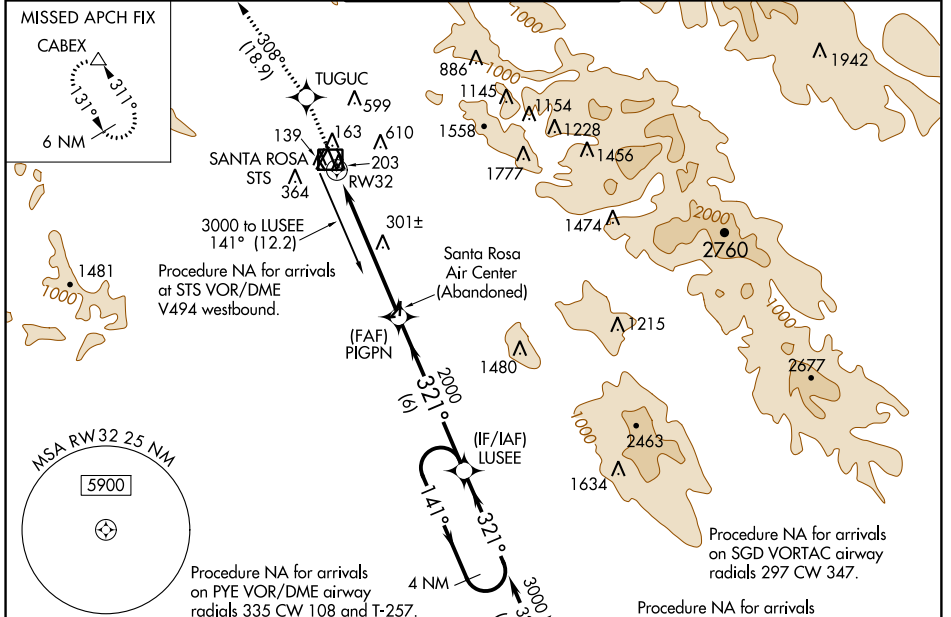 MISSED APCH FIX
CABEX
311°
131°
6 NM
308°
(18.9)
TUGUC
599
139
163
610
SANTA ROSA
STS
203
RW32
364
3000 to LUSEE
141° (12.2)
301±
Procedure NA for arrivals
at STS VOR/DME
V494 westbound.
Santa Rosa
Air Center
(Abandoned)
(FAF)
PIGPN
1481
1000
1000
886
1000
1145
1154
1558
1228
1777
1456
1942
1474
2000
2760
1215
1480
1000
2677
2000
321°
(6)
(IF/IAF)
LUSEE
1000
2463
1634
141°
321°
4 NM
3000
MSA RW32 25 NM
5900
Procedure NA for arrivals
on PYE VOR/DME airway
radials 335 CW 108 and T-257.
Procedure NA for arrivals
on SGD VORTAC airway
radials 297 CW 347.
Procedure NA for arrivals